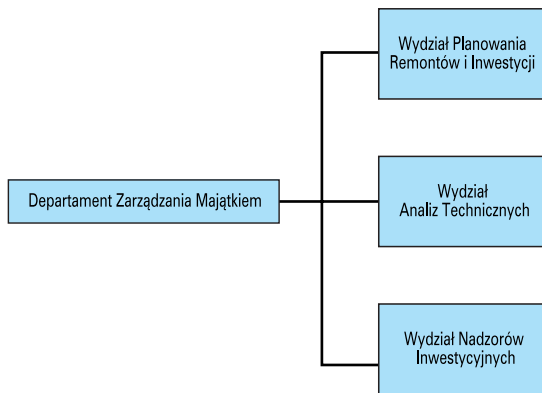 Wydział Planowania
Remontów i Inwestycji
Departament Zarządzania Majątkiem
Wydział
Analiz Technicznych
Wydział Nadzorów
Inwestycyjnych